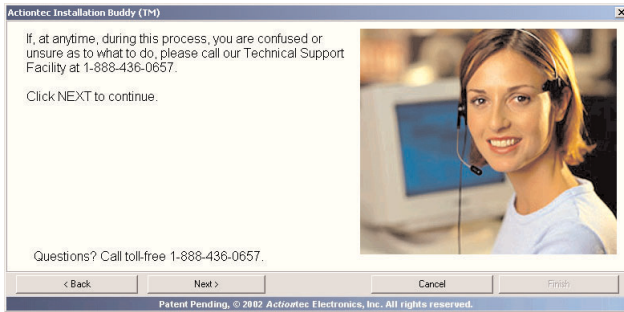 Actiontec Installation Buddy (TM)
If, at anytime, during this process, you are confused or
unsure as to what to do, please call our Technical Support
Facility at 1-888-436-0657.
Click NEXT to continue.
Questions? Call toll-free 1-888-436-0657.
< Back Next > Cancel Finish
Patent Pending, © 2002 Actiontec Electronics, Inc. All rights reserved.